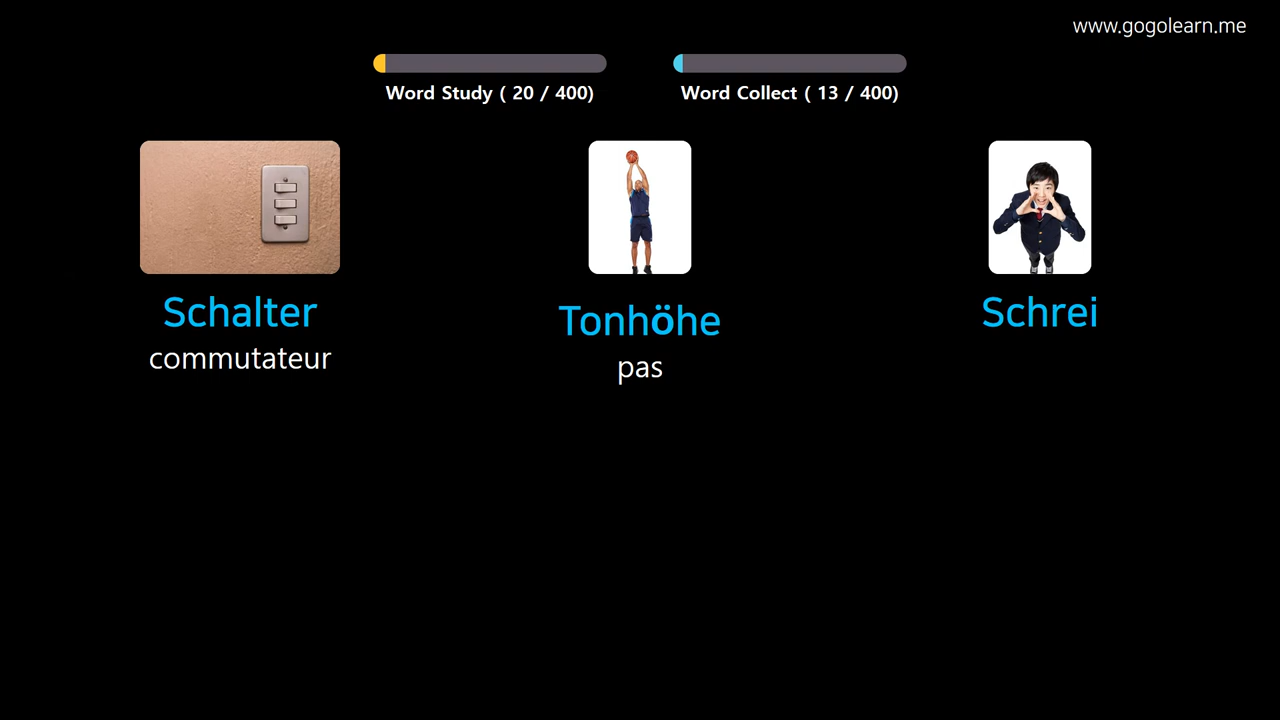 www.gogolearn.me
Word Study ( 20 / 400)
Word Collect ( 13 / 400)
Schalter
commutateur
Tonhöhe
pas
Schrei